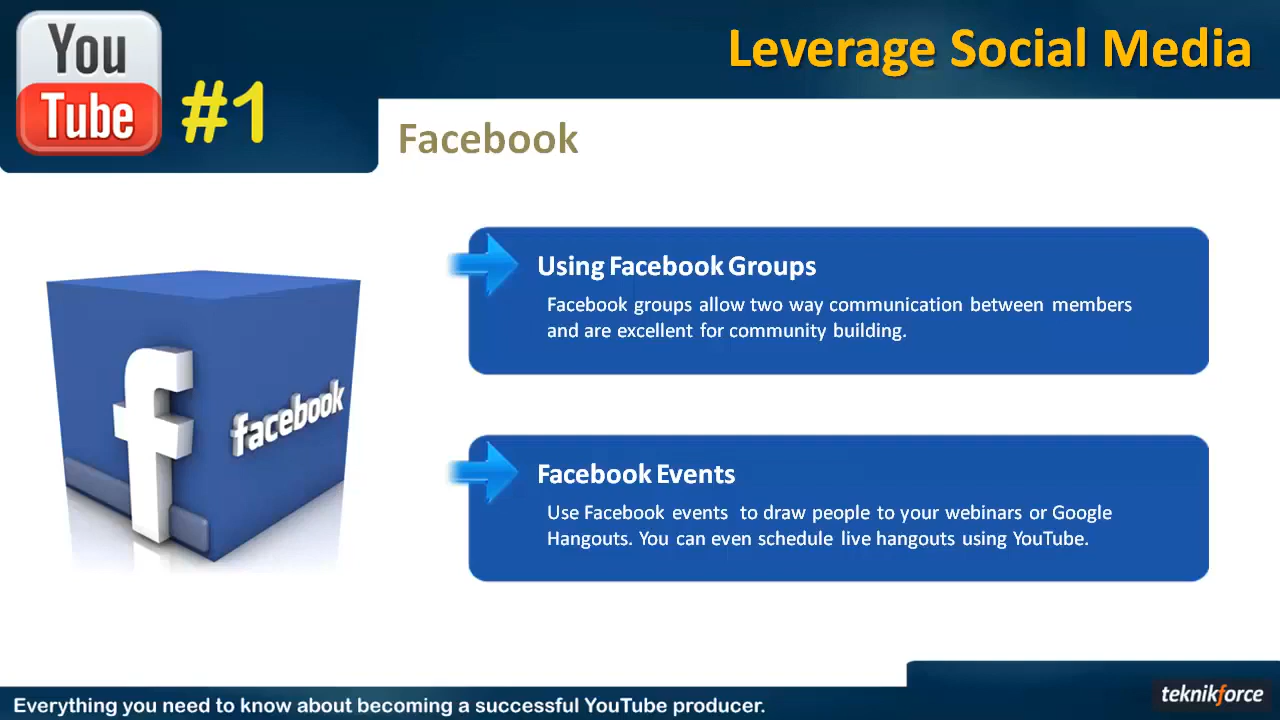 You
Tube
#1
Leverage Social Media
Facebook
f
facebook
Using Facebook Groups
Facebook groups allow two way communication between members
and are excellent for community building.
Facebook Events
Use Facebook events to draw people to your webinars or Google
Hangouts. You can even schedule live hangouts using YouTube.
Everything you need to know about becoming a successful YouTube producer.
teknikforce